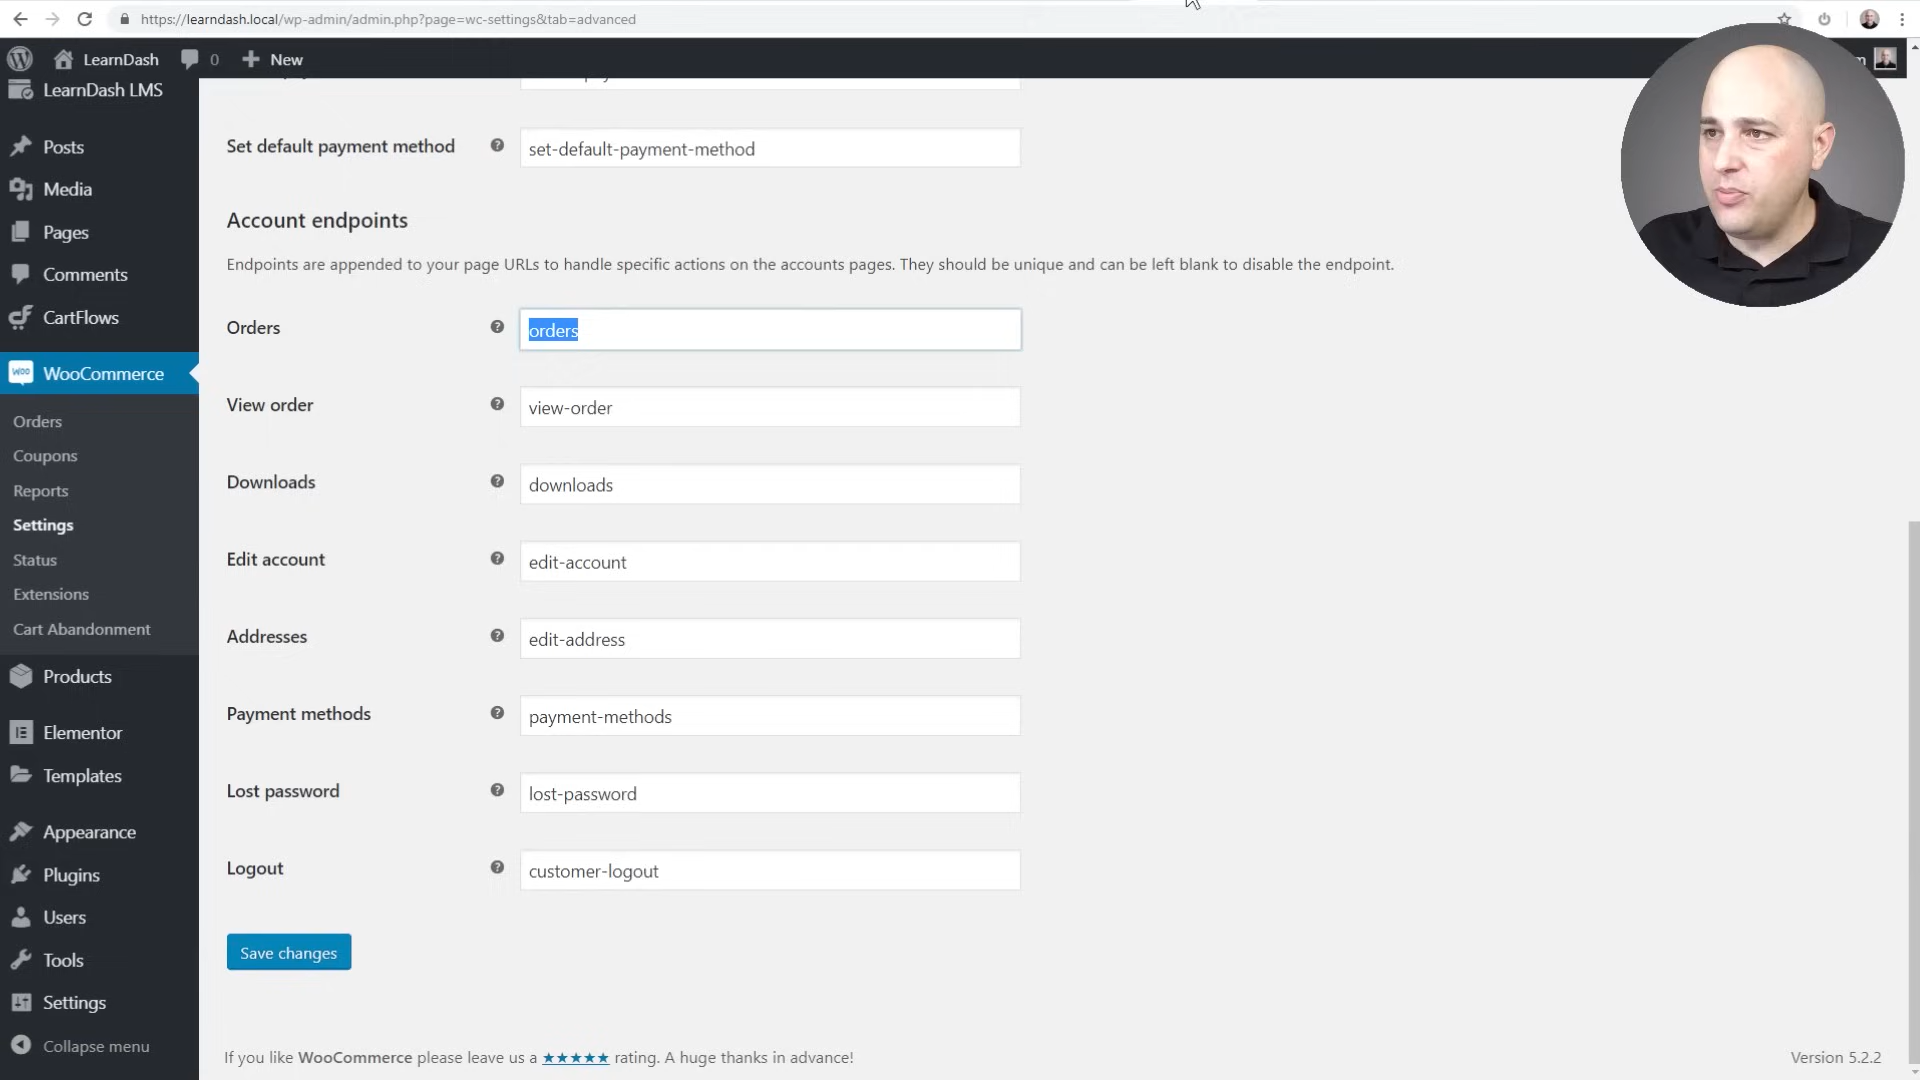 https://learndash.local/wp-admin/admin.php?page=wc-settings&tab=advanced
LearnDash
0
New
LearnDash LMS
Posts
Media
Pages
Comments
CartFlows
WooCommerce
Orders
Coupons
Reports
Settings
Status
Extensions
Cart Abandonment
Products
Elementor
Templates
Appearance
Plugins
Users
Tools
Settings
Collapse menu
Set default payment method
set-default-payment-method
Account endpoints
Endpoints are appended to your page URLs to handle specific actions on the accounts pages. They should be unique and can be left blank to disable the endpoint.
Orders
orders
View order
view-order
Downloads
downloads
Edit account
edit-account
Addresses
edit-address
Payment methods
payment-methods
Lost password
lost-password
Logout
customer-logout
Save changes
If you like WooCommerce please leave us a ★★★★★ rating. A huge thanks in advance!
Version 5.2.2